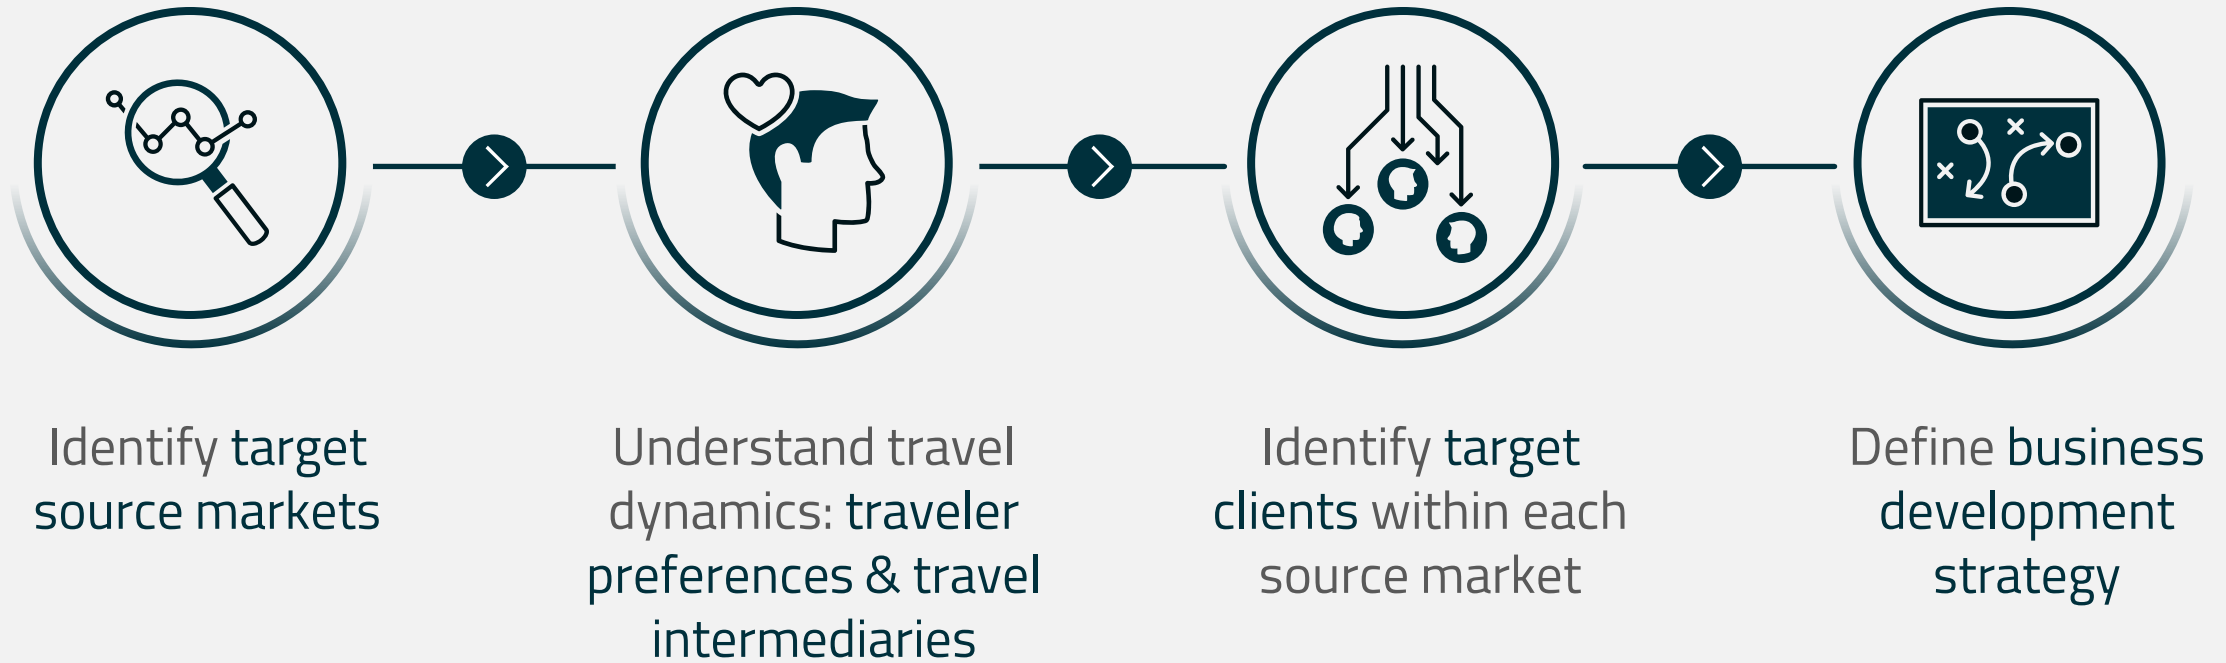 Identify target
source markets
Understand travel
dynamics: traveler
preferences & travel
intermediaries
Identify target
clients within each
source market
Define business
development
strategy